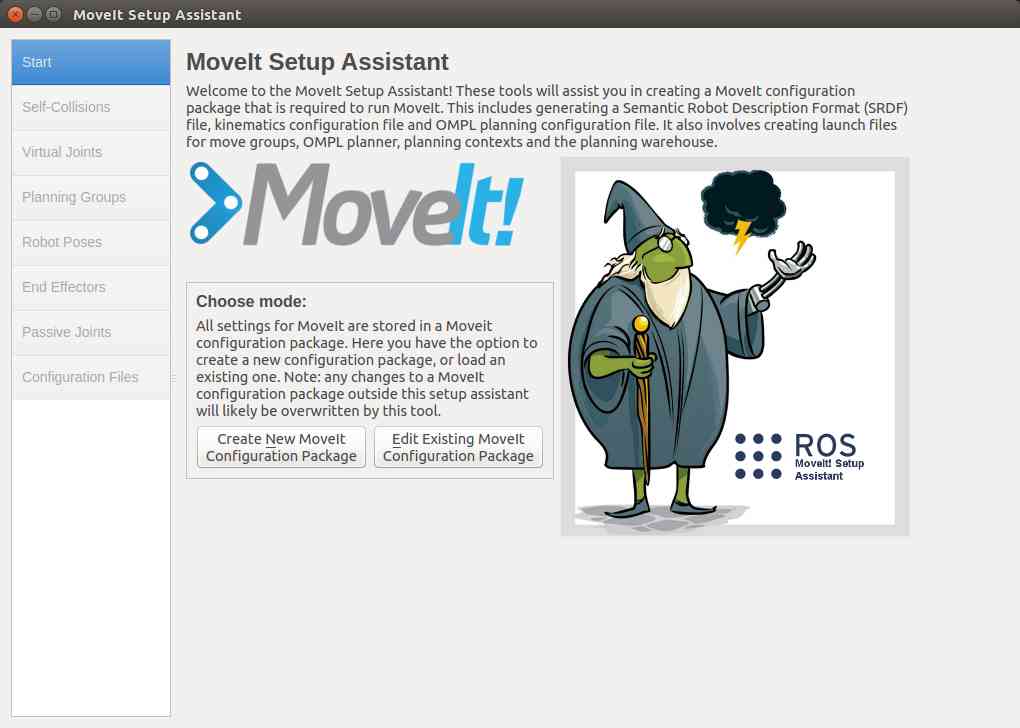 MoveIt Setup Assistant
Start
Self-Collisions
Virtual Joints
Planning Groups
Robot Poses
End Effectors
Passive Joints
Configuration Files
MoveIt Setup Assistant
Welcome to the MoveIt Setup Assistant! These tools will assist you in creating a MoveIt configuration
package that is required to run MoveIt. This includes generating a Semantic Robot Description Format (SRDF)
file, kinematics configuration file and OMPL planning configuration file. It also involves creating launch files
for move groups, OMPL planner, planning contexts and the planning warehouse.
MoveIt!
Choose mode:
All settings for MoveIt are stored in a Moveit
configuration package. Here you have the option to
create a new configuration package, or load an
existing one. Note: any changes to a MoveIt
configuration package outside this setup assistant
will likely be overwritten by this tool.
Create New MoveIt
Configuration Package
Edit Existing MoveIt
Configuration Package
ROS
MoveIt! Setup
Assistant